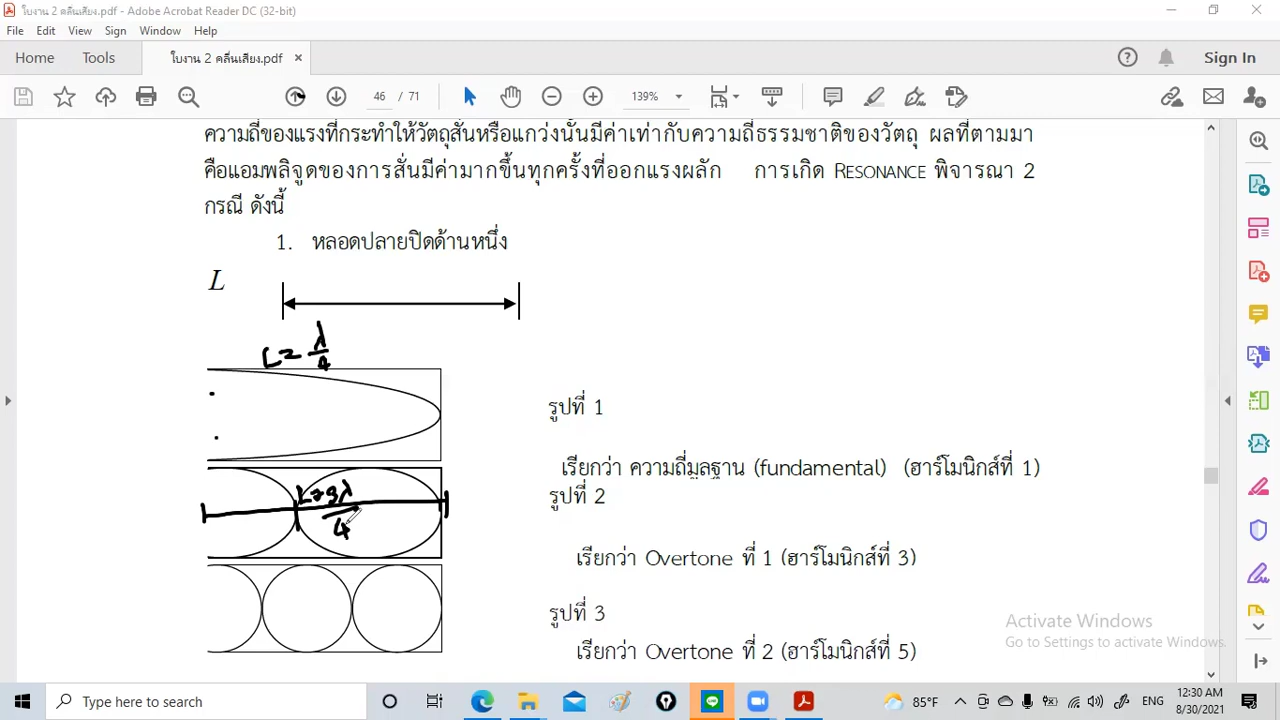 ใบงาน 2 คลื่นเสียง.pdf - Adobe Acrobat Reader DC (32-bit)
File Edit View Sign Window Help
Home Tools ใบงาน 2 คลื่นเสียง.pdf × Sign In
46 / 71 139%
ความถี่ของแรงที่กระทำให้วัตถุสั่นหรือแกว่งนั้นมีค่าเท่ากับความถี่ธรรมชาติของวัตถุ ผลที่ตามมา
คือแอมพลิจูดของการสั่นมีค่ามากขึ้นทุกครั้งที่ออกแรงผลัก การเกิด RESONANCE พิจารณา 2
กรณี ดังนี้
1. หลอดปลายปิดด้านหนึ่ง
L
L = λ/4
รูปที่ 1
เรียกว่า ความถี่มูลฐาน (fundamental) (ฮาร์โมนิกส์ที่ 1)
L = 3λ/4
รูปที่ 2
เรียกว่า Overtone ที่ 1 (ฮาร์โมนิกส์ที่ 3)
รูปที่ 3
เรียกว่า Overtone ที่ 2 (ฮาร์โมนิกส์ที่ 5)
Activate Windows
Go to Settings to activate Windows.
Type here to search
85°F
12:30 AM
8/30/2021